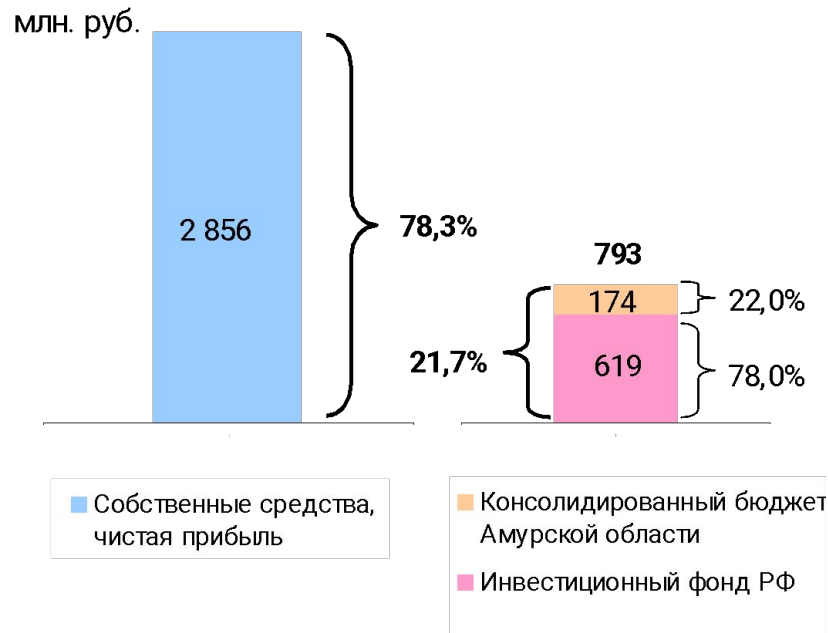 млн. руб.
2 856
78,3%
793
174
22,0%
21,7%
619
78,0%
Собственные средства,
чистая прибыль
Консолидированный бюджет
Амурской области
Инвестиционный фонд РФ